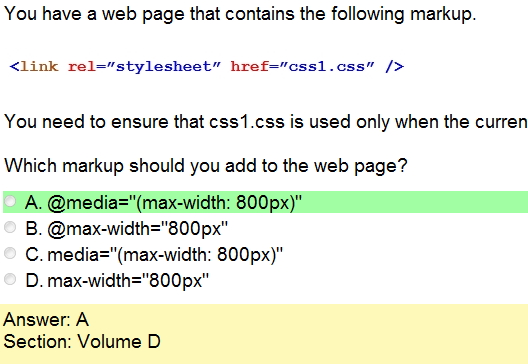 You have a web page that contains the following markup.
<link rel="stylesheet" href="css1.css" />
You need to ensure that css1.css is used only when the curren
Which markup should you add to the web page?
A. @media="(max-width: 800px)"
B. @max-width="800px"
C. media="(max-width: 800px)"
D. max-width="800px"
Answer: A
Section: Volume D